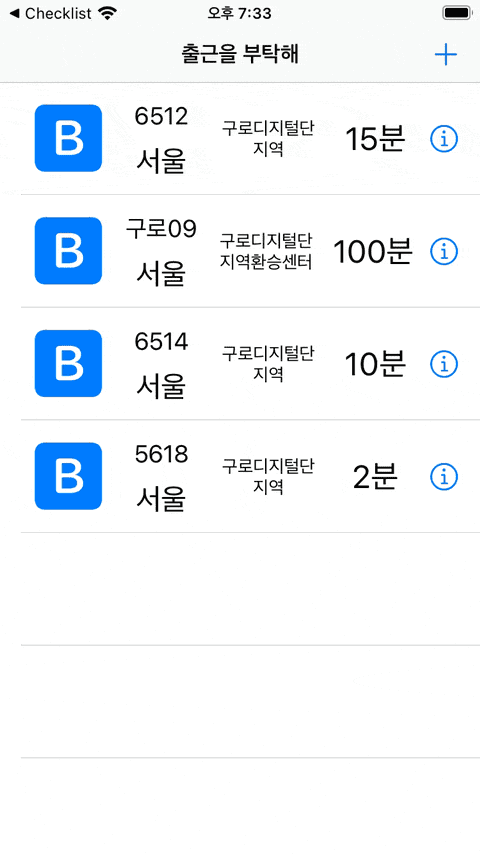 ◀ Checklist 오후 7:33
출근을 부탁해 +
B
6512
서울
구로디지털단
지역
15분
i
B
구로09
서울
구로디지털단
지역환승센터
100분
i
B
6514
서울
구로디지털단
지역
10분
i
B
5618
서울
구로디지털단
지역
2분
i